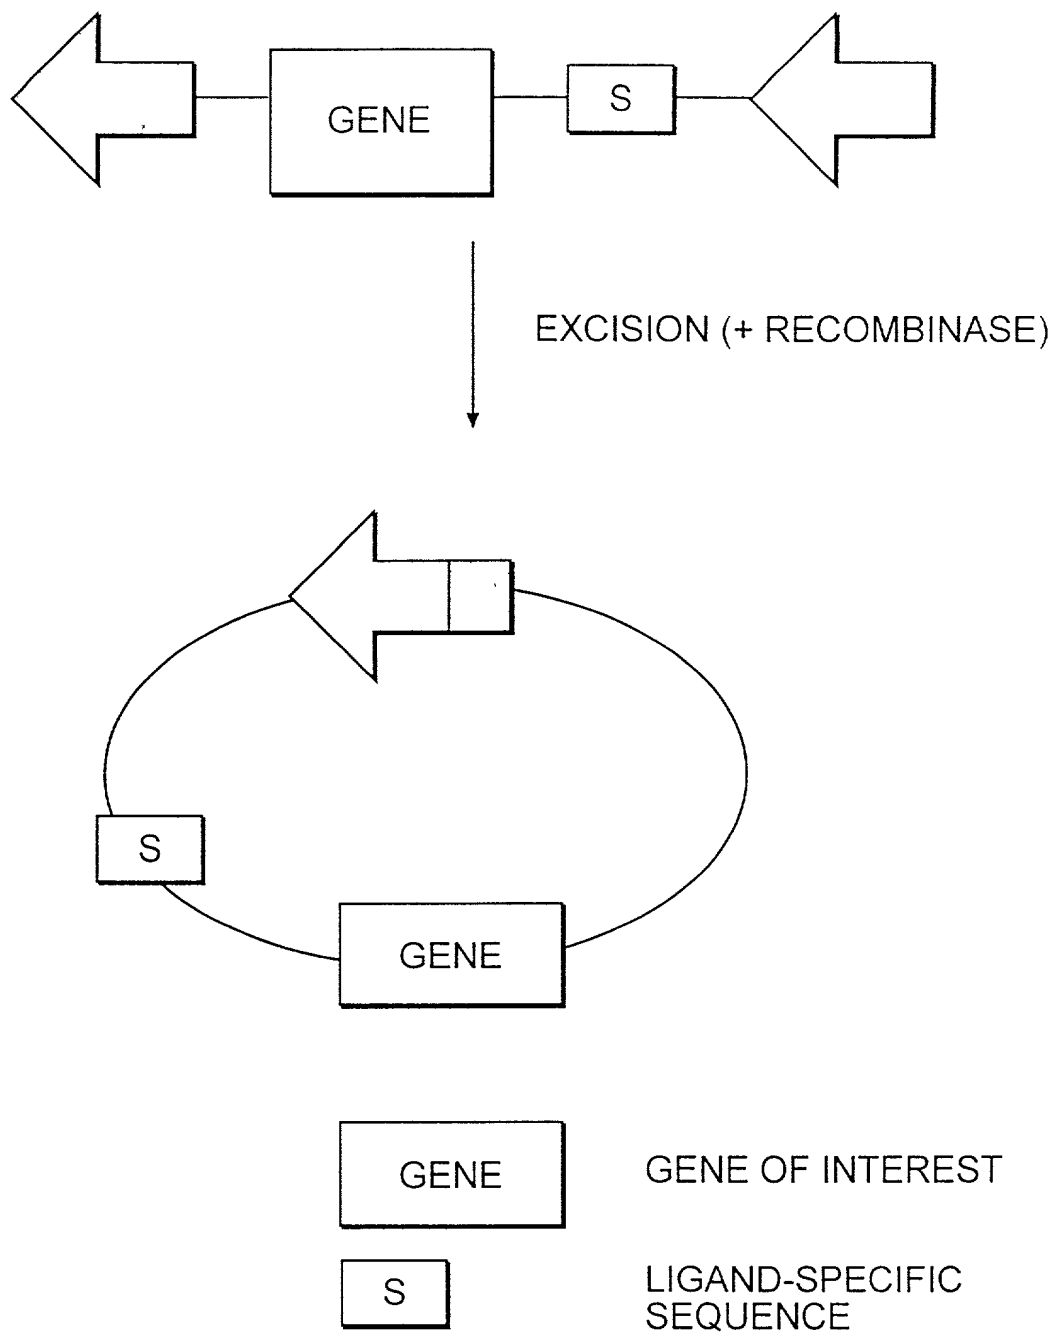 GENE
S
EXCISION (+ RECOMBINASE)
S
GENE
GENE
GENE OF INTEREST
S
LIGAND-SPECIFIC
SEQUENCE